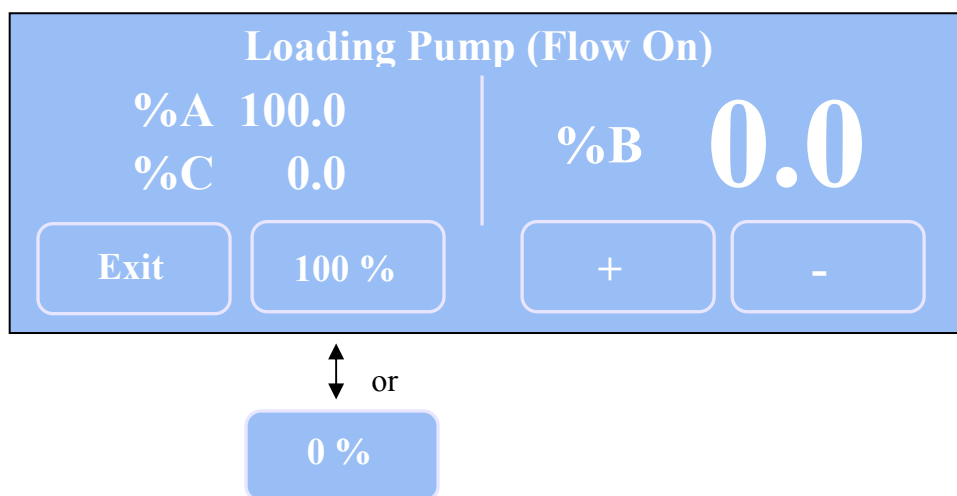 Loading Pump (Flow On)
%A 100.0
%C 0.0
%B 0.0
Exit
100 %
+
-
or
0 %